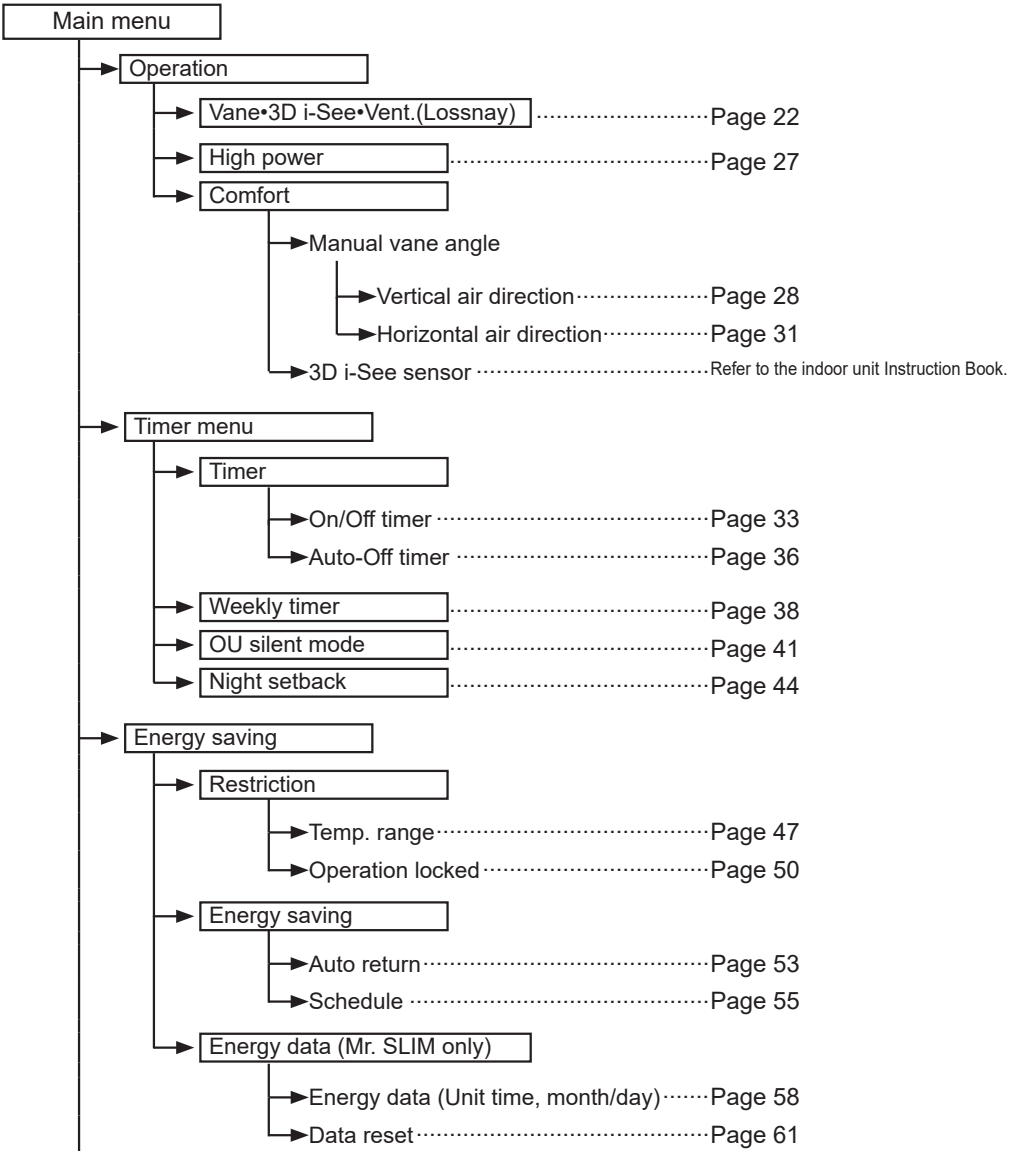 Main menu
Operation
Vane•3D i-See•Vent.(Lossnay) Page 22
High power Page 27
Comfort
Manual vane angle
Vertical air direction Page 28
Horizontal air direction Page 31
3D i-See sensor Refer to the indoor unit Instruction Book.
Timer menu
Timer
On/Off timer Page 33
Auto-Off timer Page 36
Weekly timer Page 38
OU silent mode Page 41
Night setback Page 44
Energy saving
Restriction
Temp. range Page 47
Operation locked Page 50
Energy saving
Auto return Page 53
Schedule Page 55
Energy data (Mr. SLIM only)
Energy data (Unit time, month/day) Page 58
Data reset Page 61